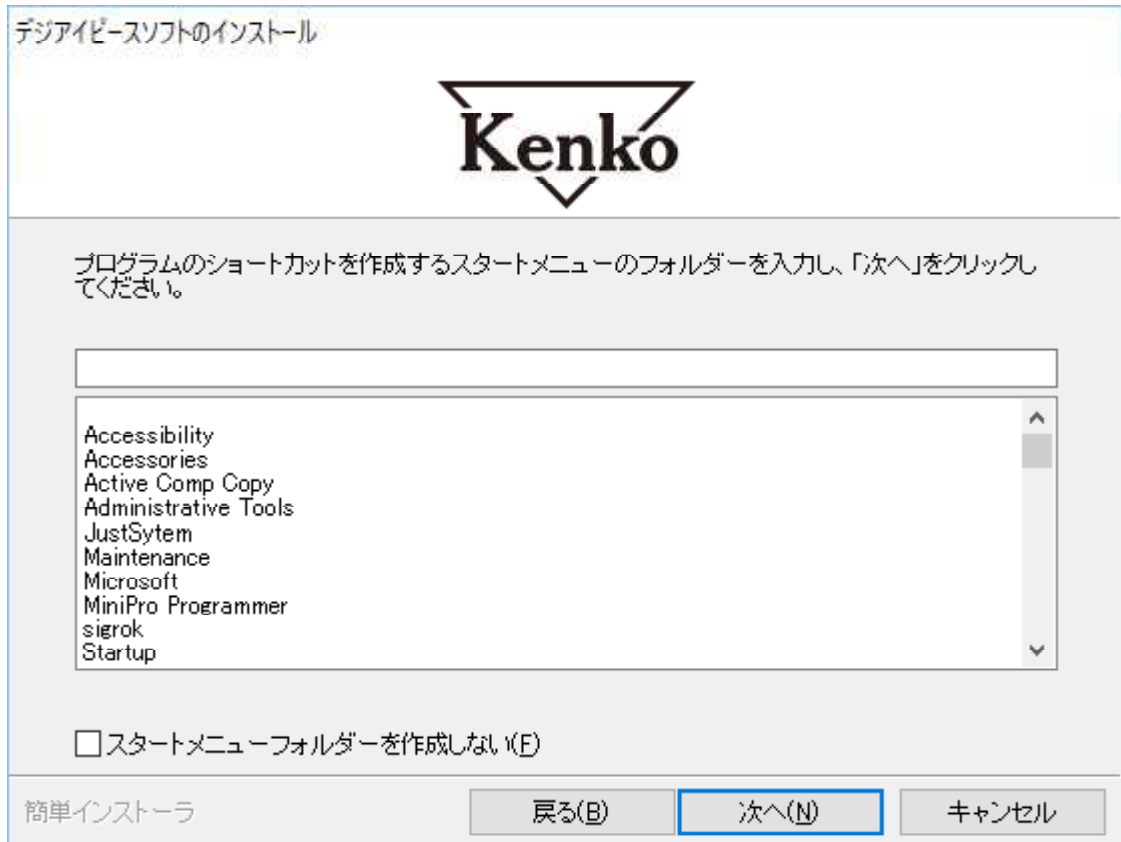 デジアイピースソフトのインストール
Kenko
プログラムのショートカットを作成するスタートメニューのフォルダーを入力し、「次へ」をクリックし
てください。
Accessibility
Accessories
Active Comp Copy
Administrative Tools
JustSytem
Maintenance
Microsoft
MiniPro Programmer
sigrok
Startup
スタートメニューフォルダーを作成しない(F)
簡単インストーラ
戻る(B)
次へ(N)
キャンセル